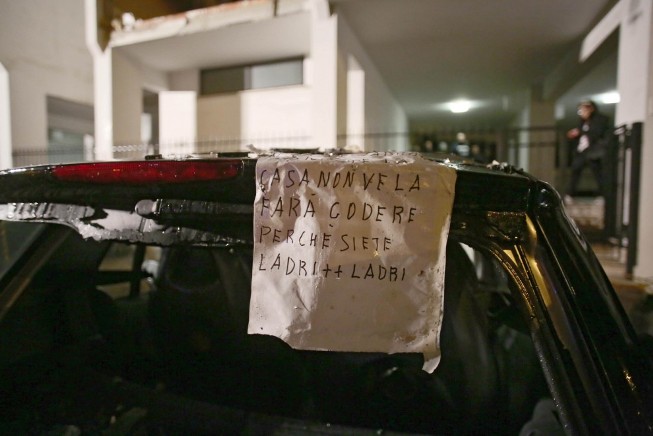 CASA NON VE LA
FARÀ GODERE
PERCHÈ SIETE
LADRI++LADRI